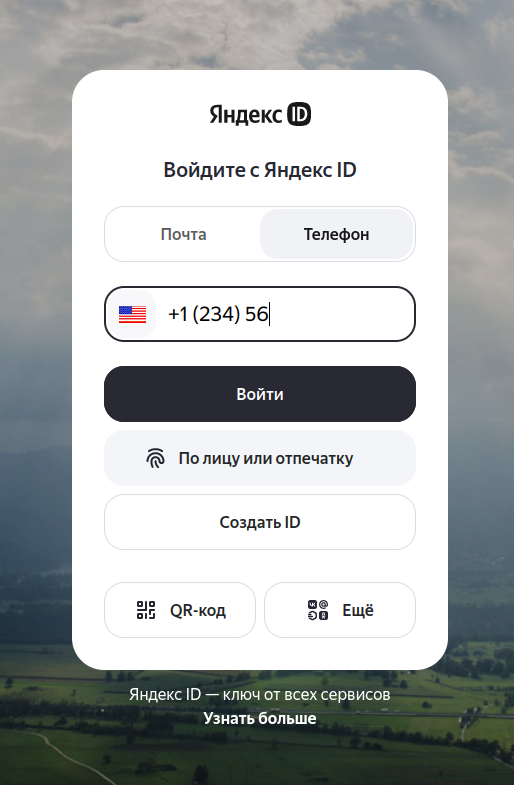 Яндекс ID
Войдите с Яндекс ID
Почта Телефон
+1 (234) 56
Войти
По лицу или отпечатку
Создать ID
QR-код Ещё
Яндекс ID — ключ от всех сервисов
Узнать больше